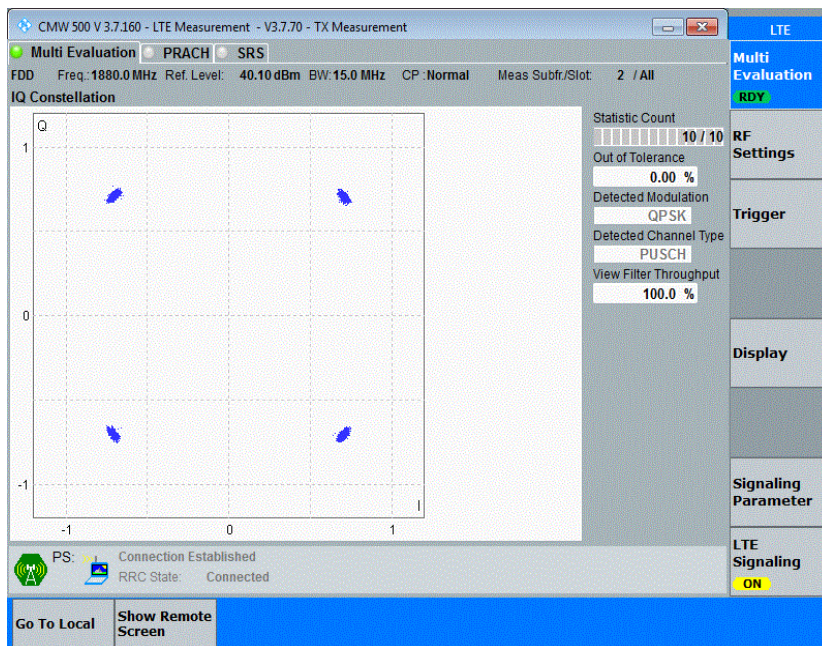 CMW 500 V 3.7.160 - LTE Measurement - V3.7.70 - TX Measurement
LTE
Multi Evaluation PRACH SRS
FDD Freq.: 1880.0 MHz Ref. Level: 40.10 dBm BW: 15.0 MHz CP : Normal Meas Subfr./Slot: 2 / All
IQ Constellation
Q
1
0
-1
-1 0 1
I
Statistic Count
10 / 10
Out of Tolerance
0.00 %
Detected Modulation
QPSK
Detected Channel Type
PUSCH
View Filter Throughput
100.0 %
Multi
Evaluation
RDY
RF
Settings
Trigger
Display
Signaling
Parameter
LTE
Signaling
ON
PS: Connection Established
RRC State: Connected
Go To Local
Show Remote
Screen